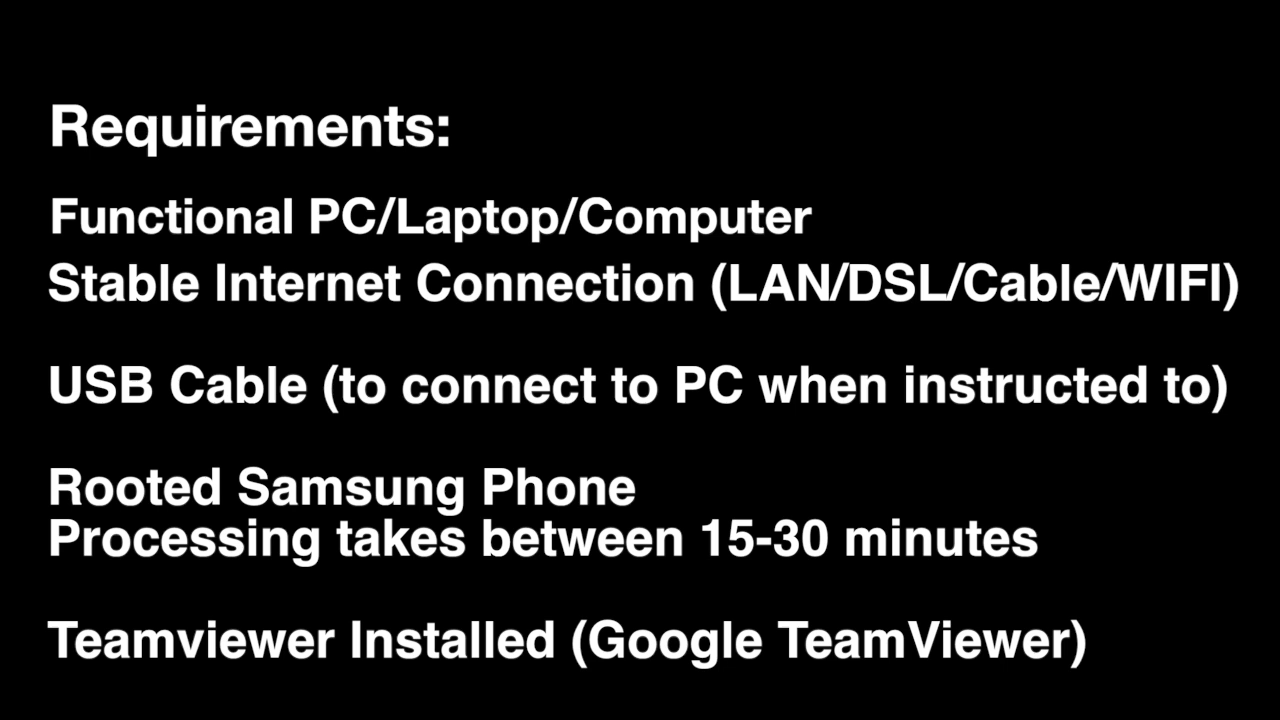 Requirements:
Functional PC/Laptop/Computer
Stable Internet Connection (LAN/DSL/Cable/WIFI)
USB Cable (to connect to PC when instructed to)
Rooted Samsung Phone
Processing takes between 15-30 minutes
Teamviewer Installed (Google TeamViewer)